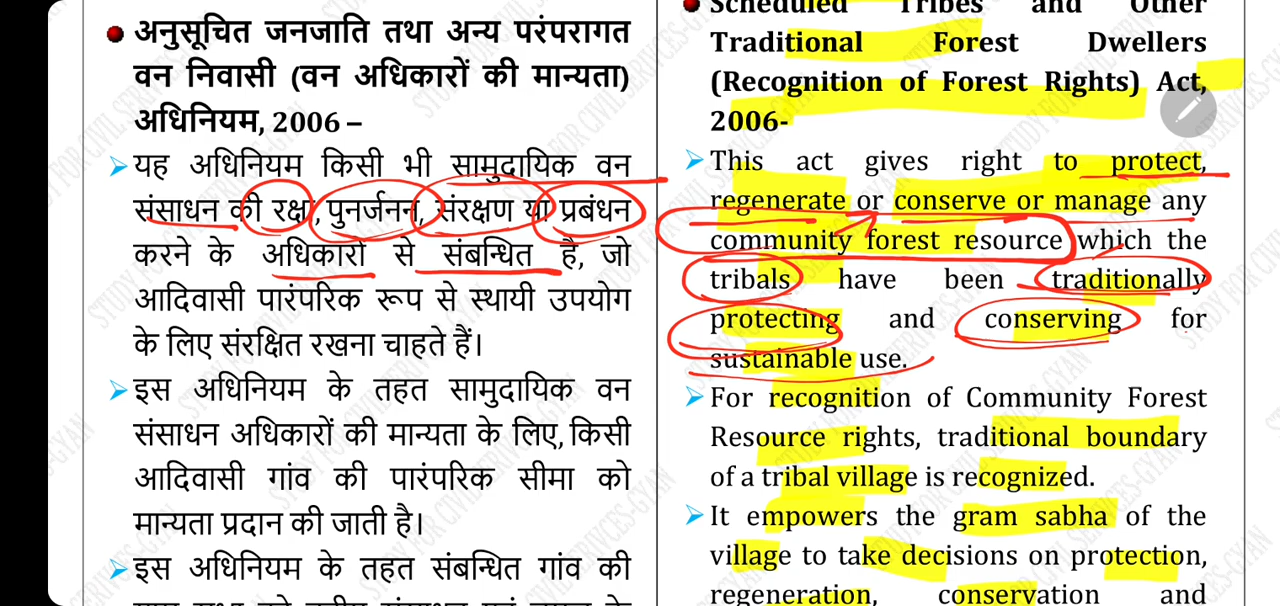 अनुसूचित जनजाति तथा अन्य परंपरागत
वन निवासी (वन अधिकारों की मान्यता)
अधिनियम, 2006 –
यह अधिनियम किसी भी सामुदायिक वन
संसाधन की रक्षा, पुनर्जनन, संरक्षण या प्रबंधन
करने के अधिकारों से संबन्धित है, जो
आदिवासी पारंपरिक रूप से स्थायी उपयोग
के लिए संरक्षित रखना चाहते हैं।
इस अधिनियम के तहत सामुदायिक वन
संसाधन अधिकारों की मान्यता के लिए, किसी
आदिवासी गांव की पारंपरिक सीमा को
मान्यता प्रदान की जाती है।
इस अधिनियम के तहत संबन्धित गांव की
Scheduled Tribes and Other
Traditional Forest Dwellers
(Recognition of Forest Rights) Act,
2006-
This act gives right to protect,
regenerate or conserve or manage any
community forest resource which the
tribals have been traditionally
protecting and conserving for
sustainable use.
For recognition of Community Forest
Resource rights, traditional boundary
of a tribal village is recognized.
It empowers the gram sabha of the
village to take decisions on protection,
regeneration, conservation and